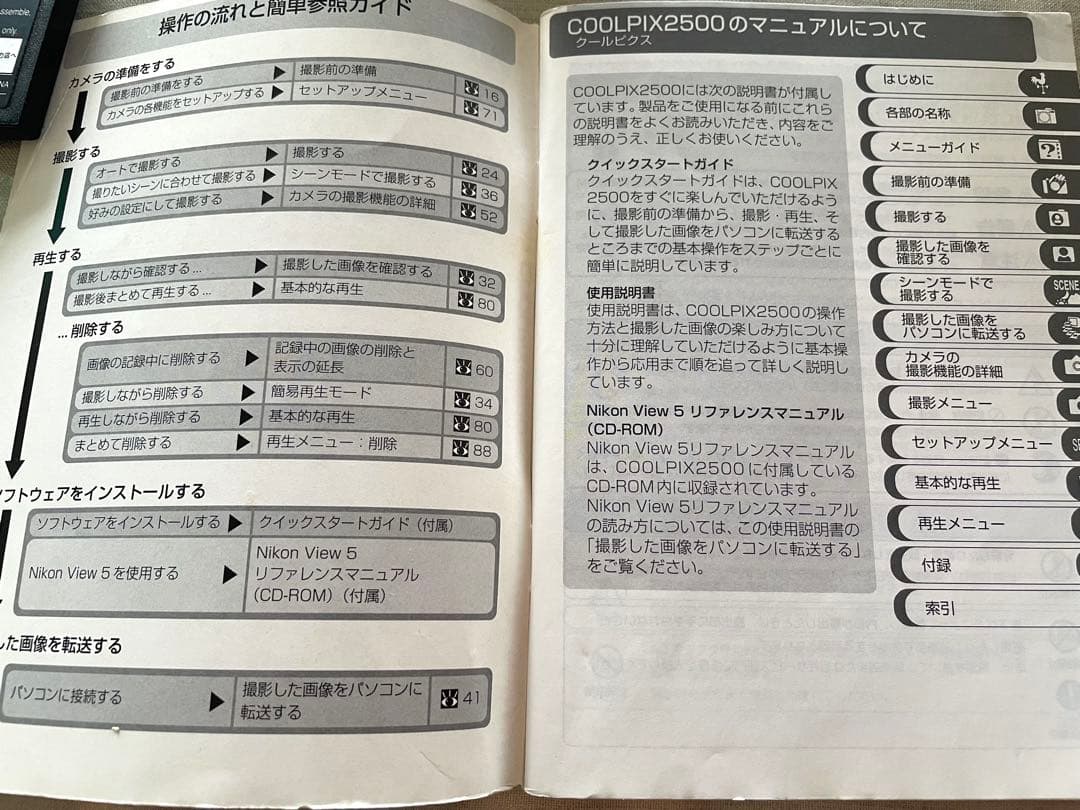 ssemble.
only.
操作の流れと簡単参照ガイド
カメラの準備をする
撮影前の準備をする ▶ 撮影前の準備 16
カメラの各機能をセットアップする ▶ セットアップメニュー 71
撮影する
オートで撮影する ▶ 撮影する 24
撮りたいシーンに合わせて撮影する ▶ シーンモードで撮影する 36
好みの設定にして撮影する ▶ カメラの撮影機能の詳細 52
再生する
撮影しながら確認する... ▶ 撮影した画像を確認する 32
撮影後まとめて再生する... ▶ 基本的な再生 80
...削除する
画像の記録中に削除する ▶ 記録中の画像の削除と
表示の延長 60
撮影しながら削除する ▶ 簡易再生モード 34
再生しながら削除する ▶ 基本的な再生 80
まとめて削除する ▶ 再生メニュー：削除 88
ソフトウェアをインストールする
ソフトウェアをインストールする ▶ クイックスタートガイド（付属）
Nikon View 5を使用する ▶ Nikon View 5
リファレンスマニュアル
（CD-ROM）（付属）
した画像を転送する
パソコンに接続する ▶ 撮影した画像をパソコンに
転送する 41
COOLPIX2500のマニュアルについて
クールピクス
COOLPIX2500には次の説明書が付属し
ています。製品をご使用になる前にこれら
の説明書をよくお読みいただき、内容をご
理解のうえ、正しくお使いください。
クイックスタートガイド
クイックスタートガイドは、COOLPIX
2500をすぐに楽しんでいただけるよう
に、撮影前の準備から、撮影・再生、そ
して撮影した画像をパソコンに転送する
ところまでの基本操作をステップごとに
簡単に説明しています。
使用説明書
使用説明書は、COOLPIX2500の操作
方法と撮影した画像の楽しみ方について
十分に理解していただけるように基本操
作から応用まで順を追って詳しく説明し
ています。
Nikon View 5 リファレンスマニュアル
(CD-ROM)
Nikon View 5リファレンスマニュアル
は、COOLPIX2500に付属している
CD-ROM内に収録されています。
Nikon View 5リファレンスマニュアル
の読み方については、この使用説明書の
「撮影した画像をパソコンに転送する」
をご覧ください。
はじめに
各部の名称
メニューガイド
撮影前の準備
撮影する
撮影した画像を
確認する
シーンモードで
撮影する
SCENE
撮影した画像を
パソコンに転送する
カメラの
撮影機能の詳細
撮影メニュー
セットアップメニュー
基本的な再生
再生メニュー
付録
索引